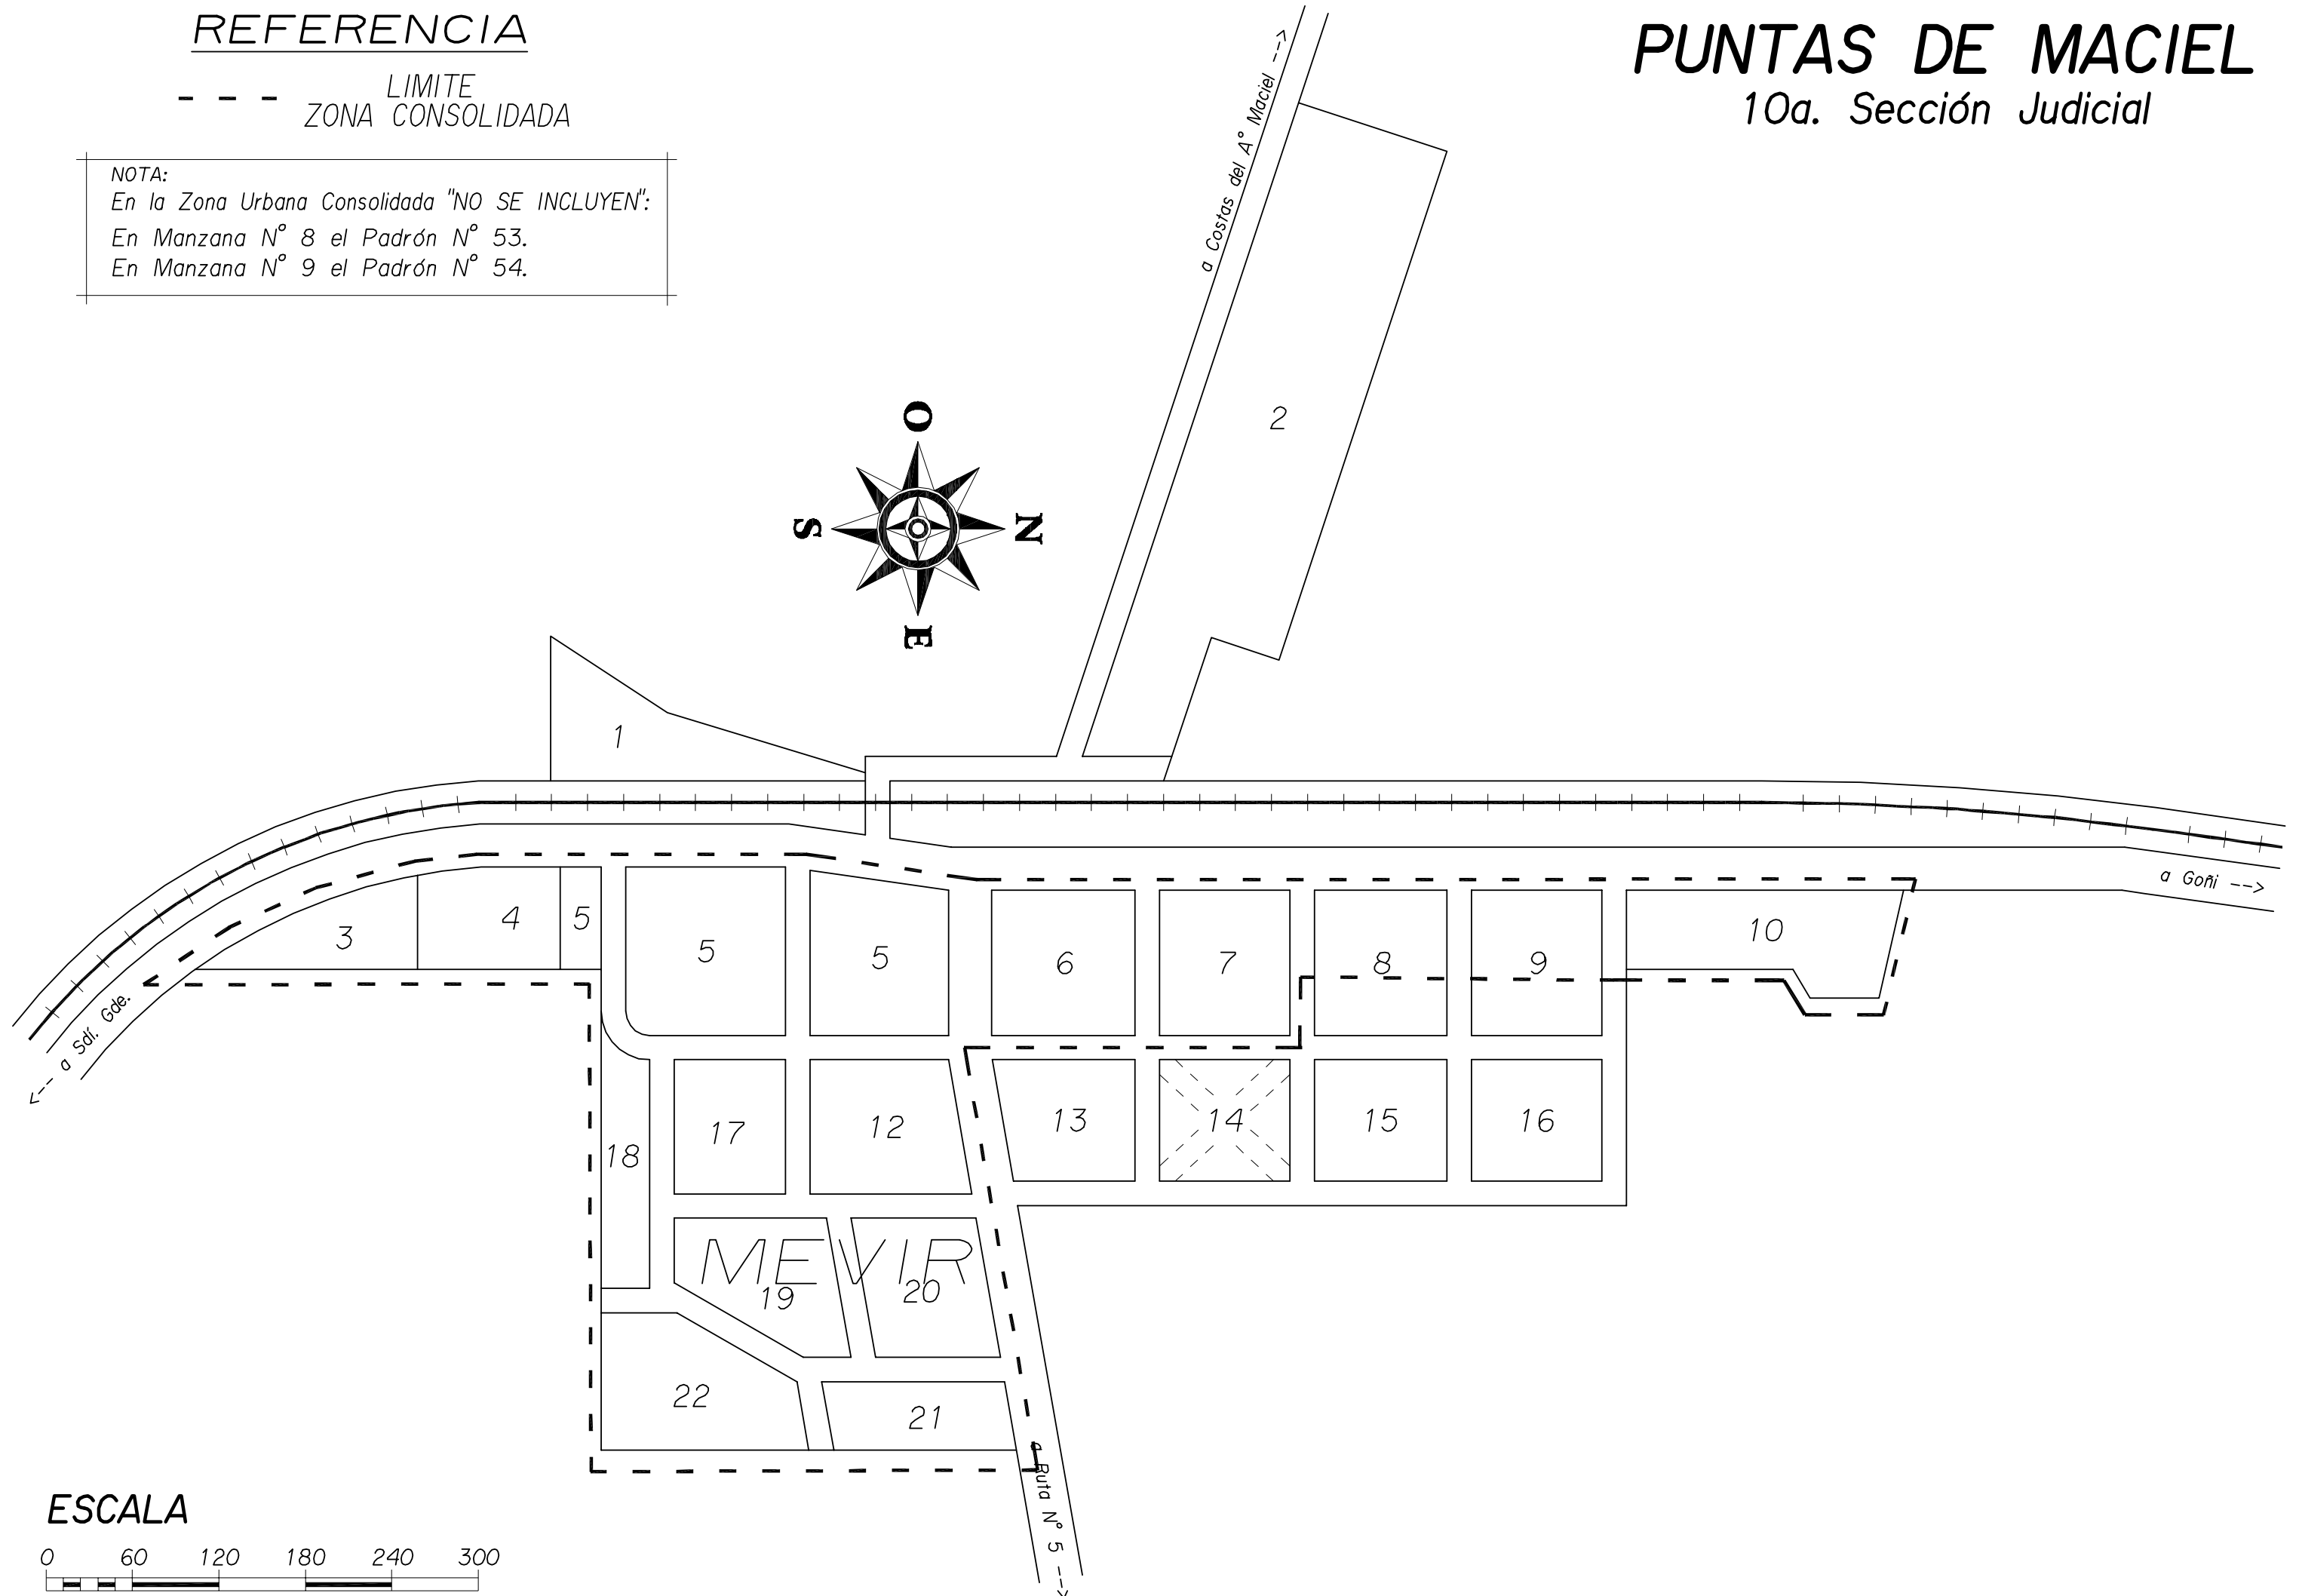 REFERENCIA
LIMITE
ZONA CONSOLIDADA
NOTA:
En la Zona Urbana Consolidada "NO SE INCLUYEN":
En Manzana N° 8 el Padrón N° 53.
En Manzana N° 9 el Padrón N° 54.
PUNTAS DE MACIEL
10a. Sección Judicial
a Costas del A° Maciel -->
2
O
S
N
E
1
a Goñi -->
3
4
5
5
5
6
7
8
9
10
<-- a Sdí. Gde.
18
17
12
13
14
15
16
MEVIR
19
20
22
21
a Ruta N° 5 -->
ESCALA
0 60 120 180 240 300